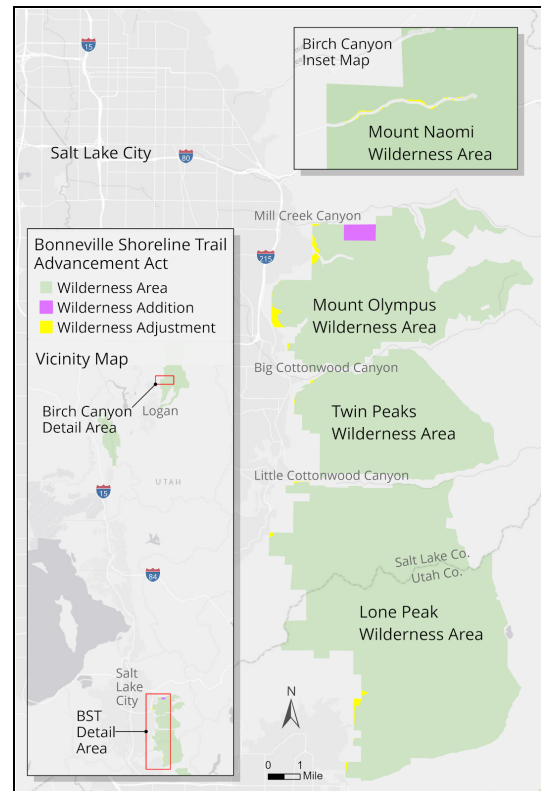 15
Birch Canyon
Inset Map
Mount Naomi
Wilderness Area
Salt Lake City
80
Mill Creek Canyon
215
Bonneville Shoreline Trail
Advancement Act
Wilderness Area
Wilderness Addition
Wilderness Adjustment
Vicinity Map
Birch Canyon
Detail Area
Logan
UTAH
15
84
Salt
Lake
City
BST
Detail
Area
Mount Olympus
Wilderness Area
Big Cottonwood Canyon
Twin Peaks
Wilderness Area
Little Cottonwood Canyon
Salt Lake Co.
Utah Co.
Lone Peak
Wilderness Area
N
0 1
Mile